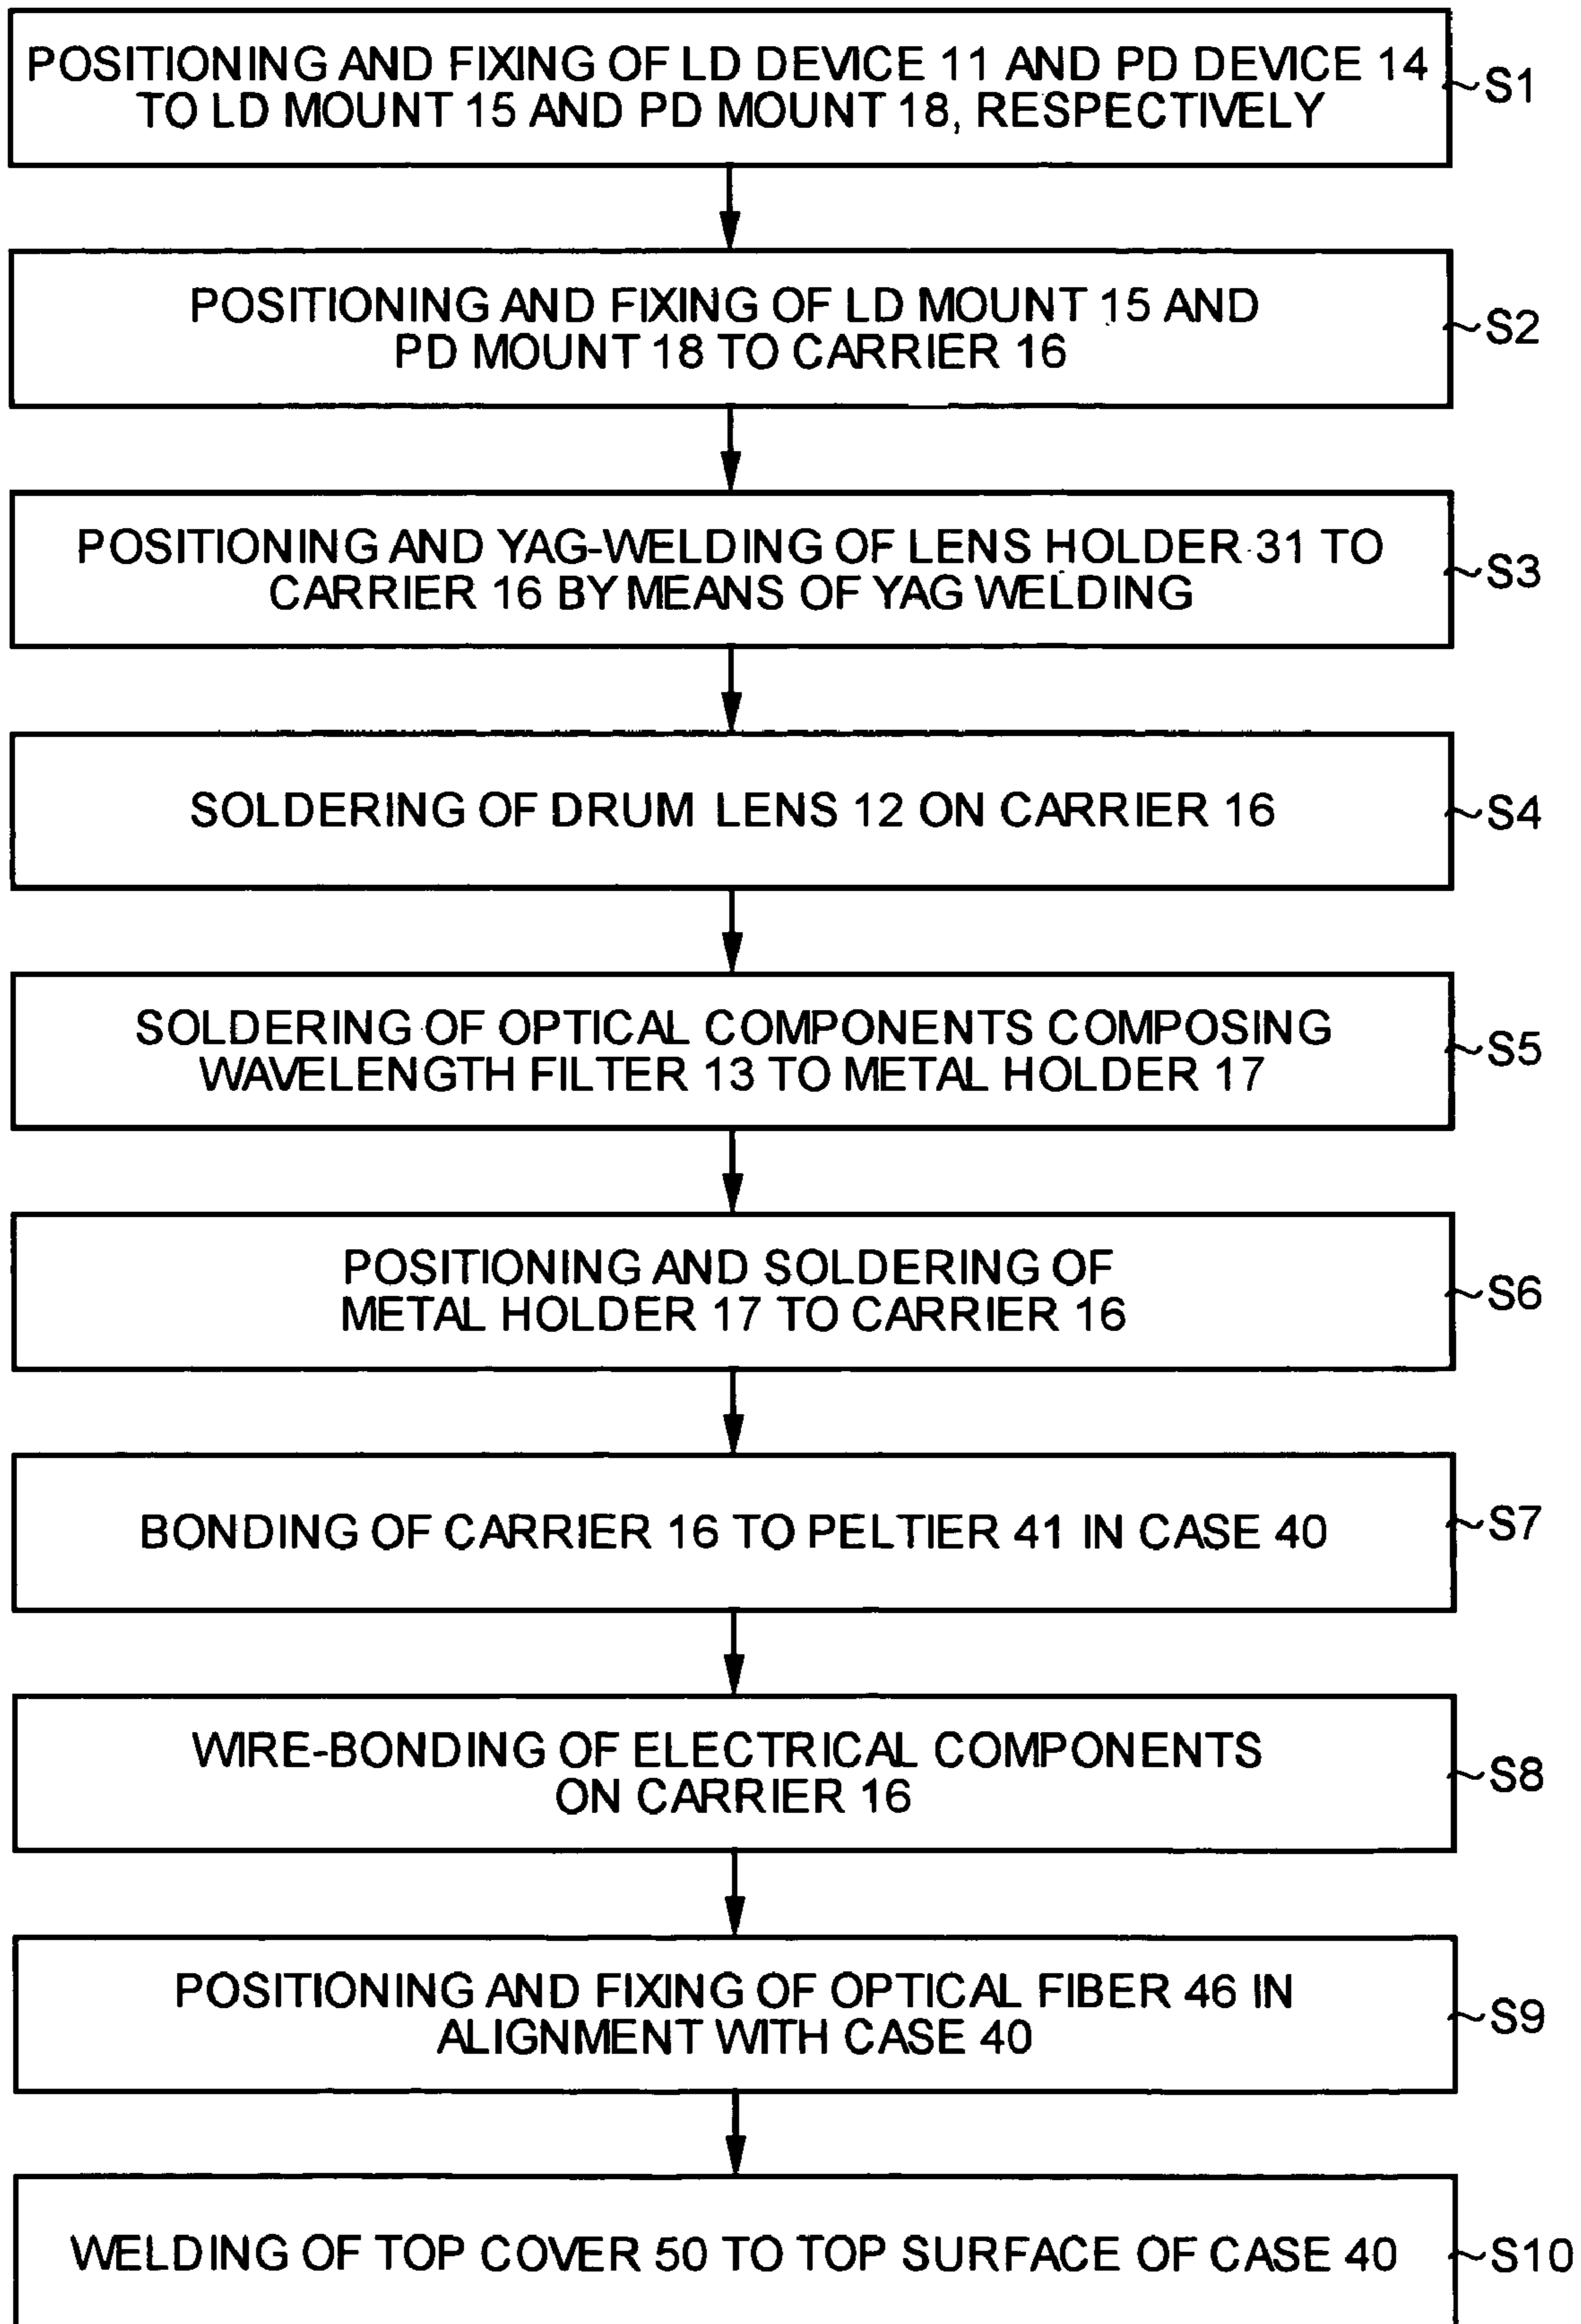 POSITIONING AND FIXING OF LD DEVICE 11 AND PD DEVICE 14
TO LD MOUNT 15 AND PD MOUNT 18, RESPECTIVELY
S1
POSITIONING AND FIXING OF LD MOUNT 15 AND
PD MOUNT 18 TO CARRIER 16
S2
POSITIONING AND YAG-WELDING OF LENS HOLDER 31 TO
CARRIER 16 BY MEANS OF YAG WELDING
S3
SOLDERING OF DRUM LENS 12 ON CARRIER 16
S4
SOLDERING OF OPTICAL COMPONENTS COMPOSING
WAVELENGTH FILTER 13 TO METAL HOLDER 17
S5
POSITIONING AND SOLDERING OF
METAL HOLDER 17 TO CARRIER 16
S6
BONDING OF CARRIER 16 TO PELTIER 41 IN CASE 40
S7
WIRE-BONDING OF ELECTRICAL COMPONENTS
ON CARRIER 16
S8
POSITIONING AND FIXING OF OPTICAL FIBER 46 IN
ALIGNMENT WITH CASE 40
S9
WELDING OF TOP COVER 50 TO TOP SURFACE OF CASE 40
S10